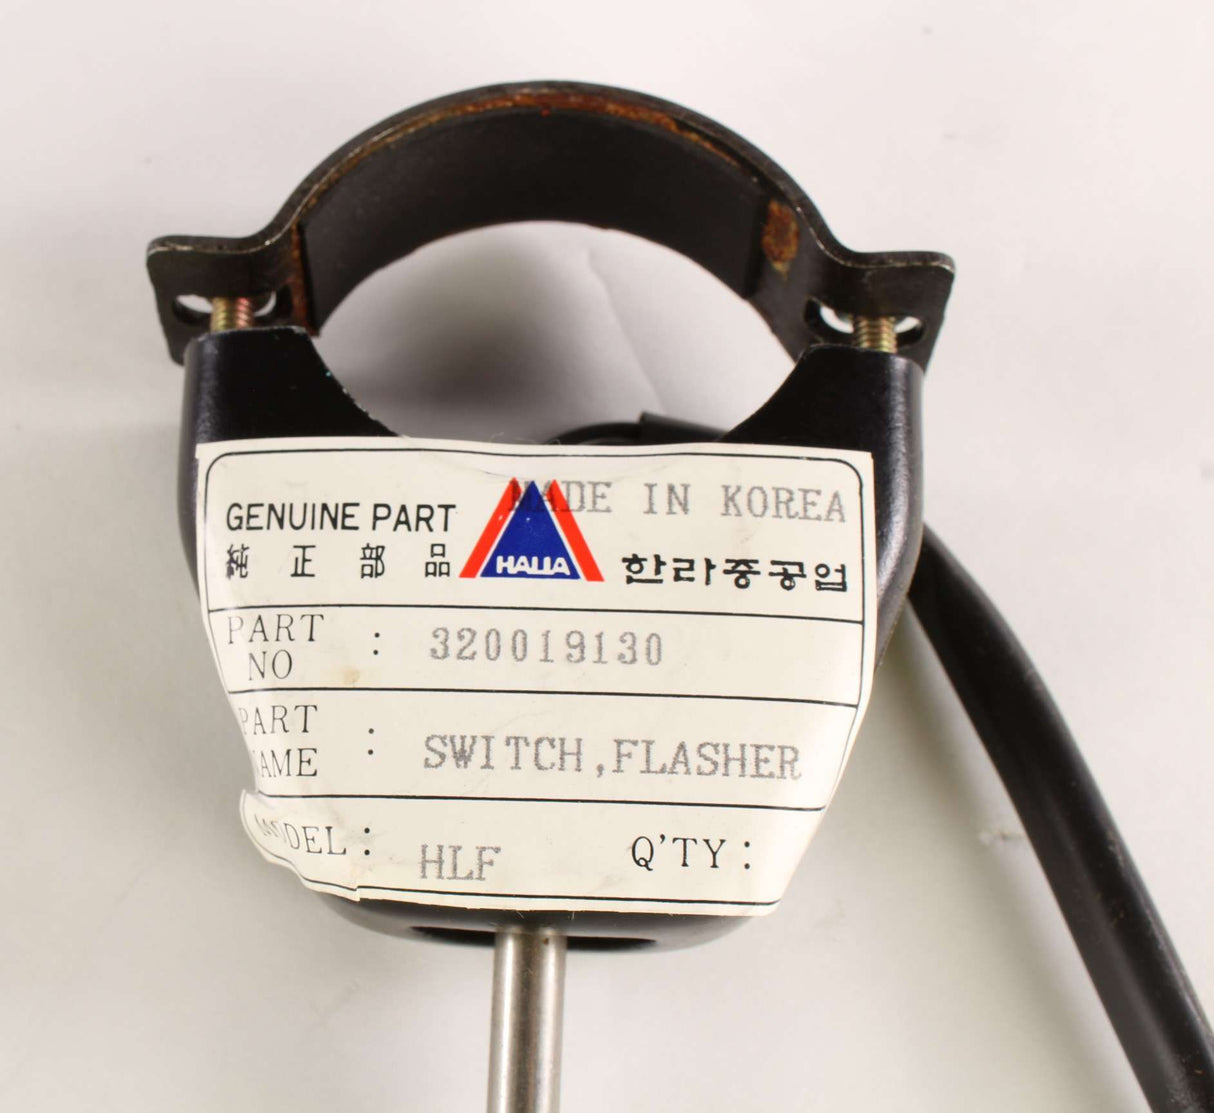 MADE IN KOREA
GENUINE PART
純正部品
HALLA
한라중공업
PART NO : 320019130
PART NAME : SWITCH,FLASHER
MODEL : HLF Q'TY :